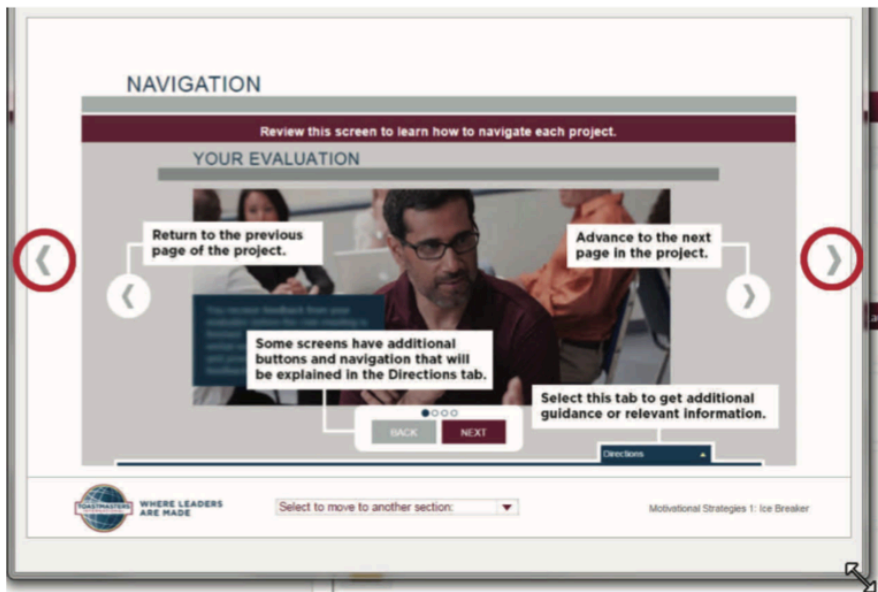 NAVIGATION
Review this screen to learn how to navigate each project.
YOUR EVALUATION
Return to the previous
page of the project.
Advance to the next
page in the project.
Some screens have additional
buttons and navigation that will
be explained in the Directions tab.
Select this tab to get additional
guidance or relevant information.
BACK
NEXT
Directions
TOASTMASTERS
WHERE LEADERS
ARE MADE
Select to move to another section:
Motivational Strategies 1: Ice Breaker